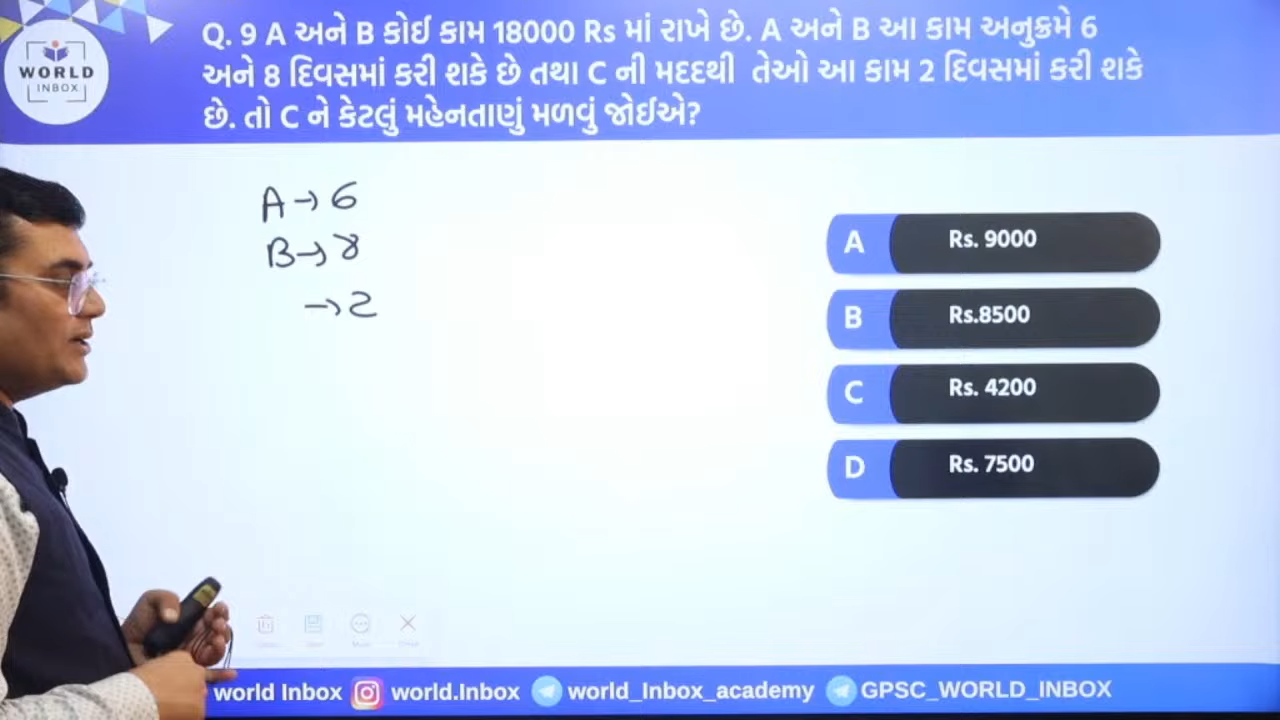 Q. 9 A અને B કોઈ કામ 18000 Rs માં રાખે છે. A અને B આ કામ અનુક્રમે 6
અને 8 દિવસમાં કરી શકે છે તથા C ની મદદથી તેઓ આ કામ 2 દિવસમાં કરી શકે
છે. તો C ને કેટલું મહેનતાણું મળવું જોઈએ?
WORLD
INBOX
A → 6
B → 8
→ 2
A Rs. 9000
B Rs.8500
C Rs. 4200
D Rs. 7500
world Inbox world.Inbox world_Inbox_academy GPSC_WORLD_INBOX